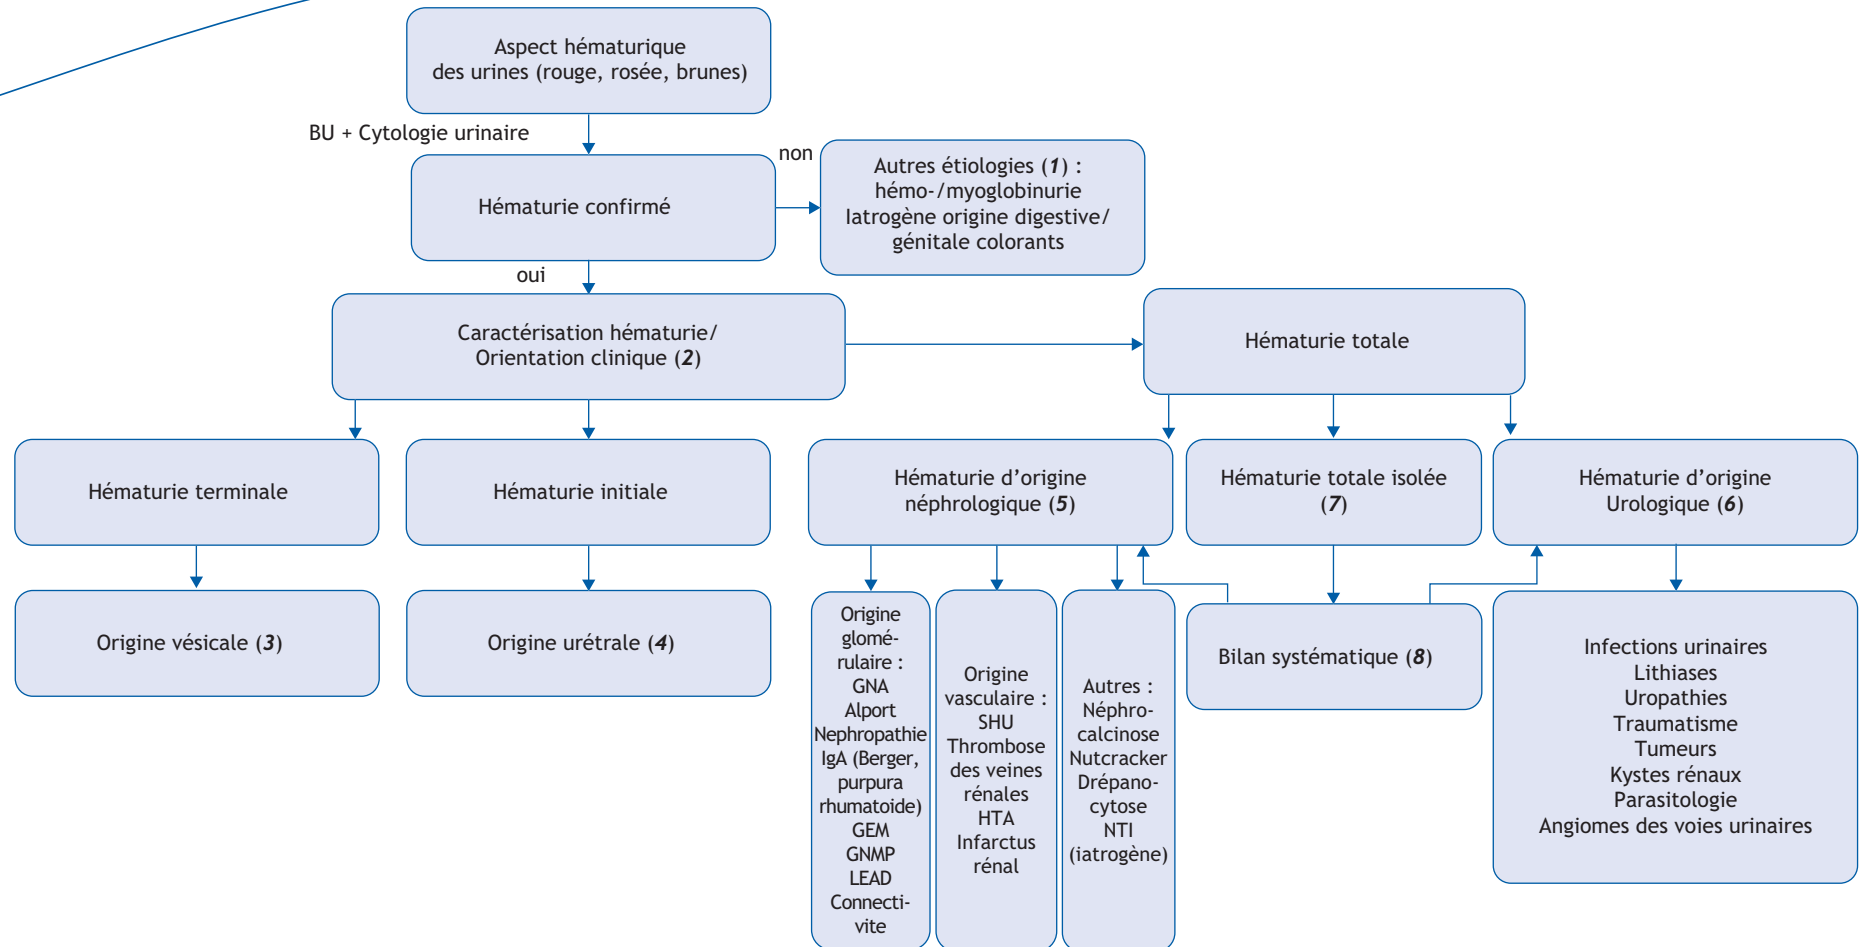 Aspect hématurique
des urines (rouge, rosée, brunes)
BU + Cytologie urinaire
Hématurie confirmé
non
Autres étiologies (1) :
hémo-/myoglobinurie
Iatrogène origine digestive/
génitale colorants
oui
Caractérisation hématurie/
Orientation clinique (2)
Hématurie totale
Hématurie terminale
Hématurie initiale
Hématurie d'origine
néphrologique (5)
Hématurie totale isolée
(7)
Hématurie d'origine
Urologique (6)
Origine vésicale (3)
Origine urétrale (4)
Origine
glomé-
rulaire :
GNA
Alport
Nephropathie
IgA (Berger,
purpura
rhumatoide)
GEM
GNMP
LEAD
Connecti-
vite
Origine
vasculaire :
SHU
Thrombose
des veines
rénales
HTA
Infarctus
rénal
Autres :
Néphro-
calcinose
Nutcracker
Drépano-
cytose
NTI
(iatrogène)
Bilan systématique (8)
Infections urinaires
Lithiases
Uropathies
Traumatisme
Tumeurs
Kystes rénaux
Parasitologie
Angiomes des voies urinaires